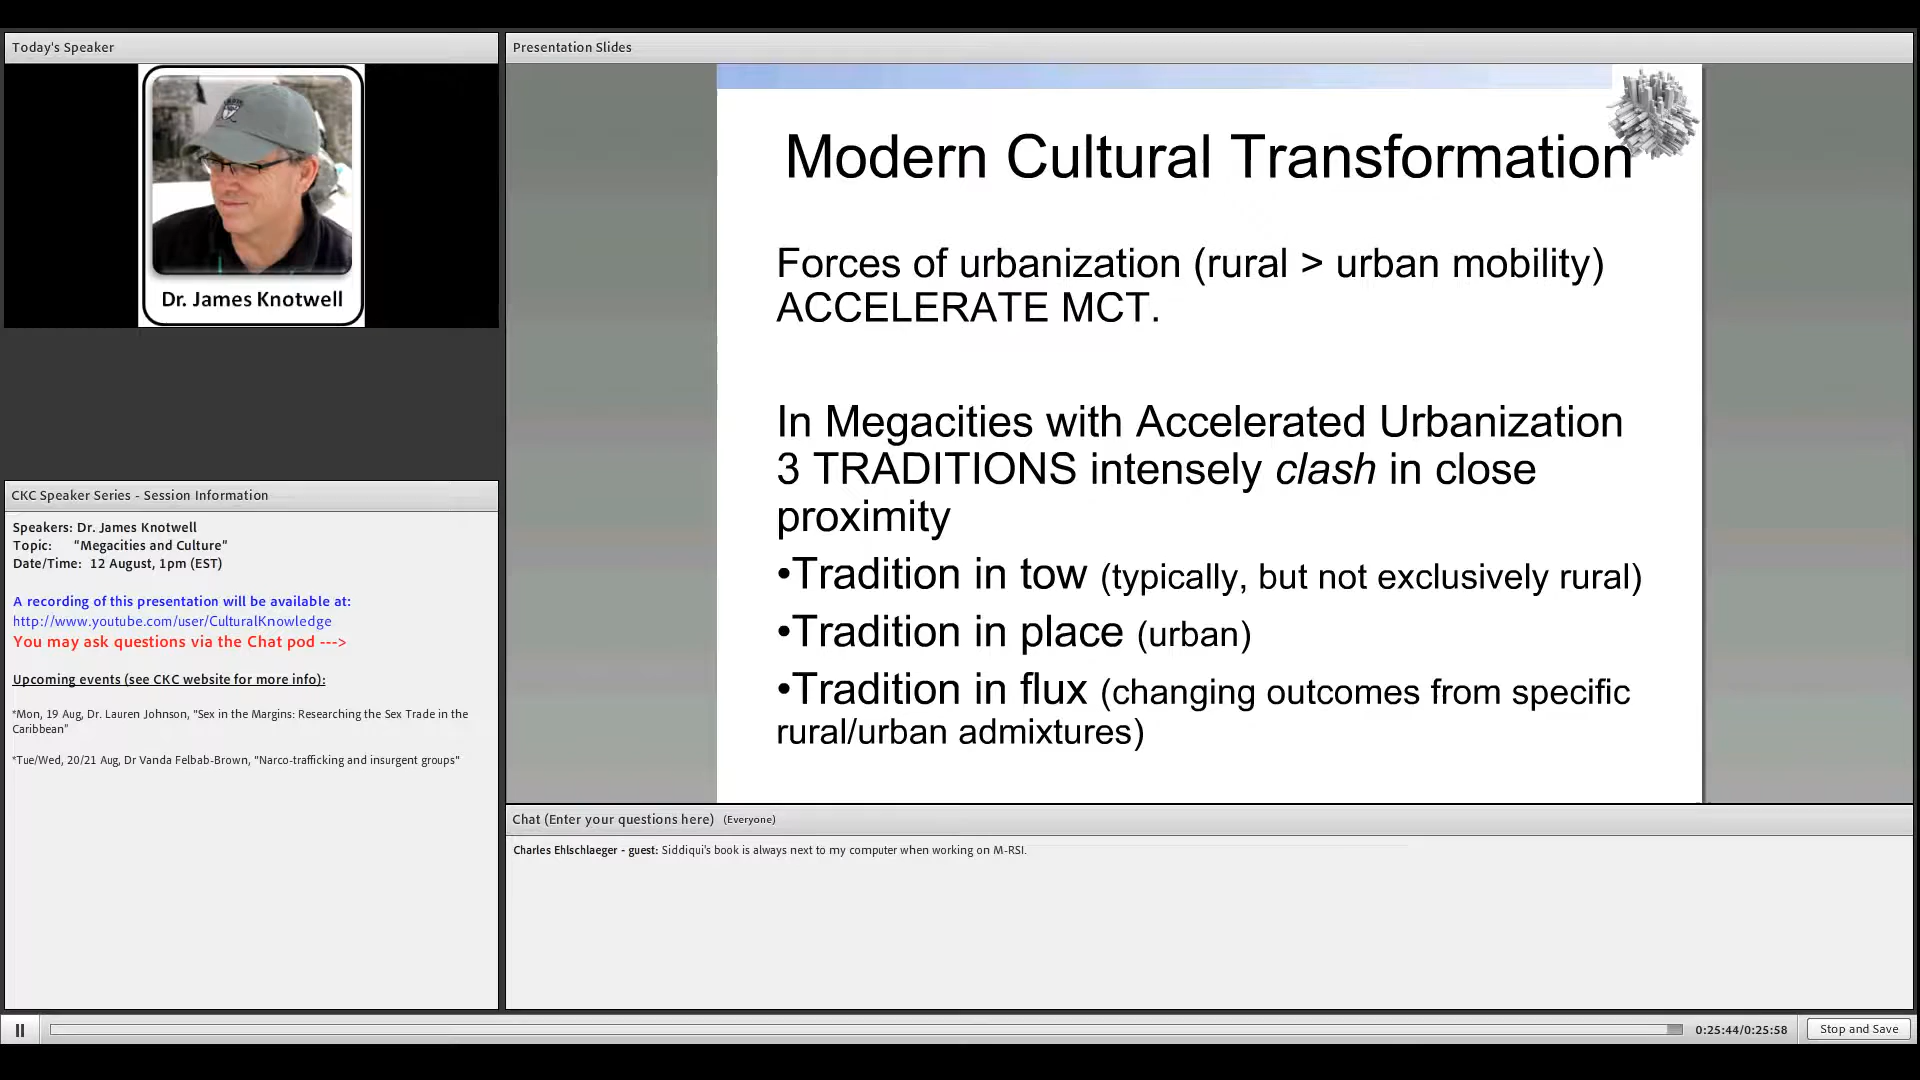 Today's Speaker
Dr. James Knotwell
CKC Speaker Series - Session Information
Speakers: Dr. James Knotwell
Topic: "Megacities and Culture"
Date/Time: 12 August, 1pm (EST)
A recording of this presentation will be available at:
http://www.youtube.com/user/CulturalKnowledge
You may ask questions via the Chat pod --->
Upcoming events (see CKC website for more info):
*Mon, 19 Aug, Dr. Lauren Johnson, "Sex in the Margins: Researching the Sex Trade in the
Caribbean"
*Tue/Wed, 20/21 Aug, Dr Vanda Felbab-Brown, "Narco-trafficking and insurgent groups"
Presentation Slides
Modern Cultural Transformation
Forces of urbanization (rural > urban mobility)
ACCELERATE MCT.
In Megacities with Accelerated Urbanization
3 TRADITIONS intensely clash in close
proximity
•Tradition in tow (typically, but not exclusively rural)
•Tradition in place (urban)
•Tradition in flux (changing outcomes from specific
rural/urban admixtures)
Chat (Enter your questions here) (Everyone)
Charles Ehlschlaeger - guest: Siddiqui's book is always next to my computer when working on M-RSI.
0:25:44/0:25:58
Stop and Save